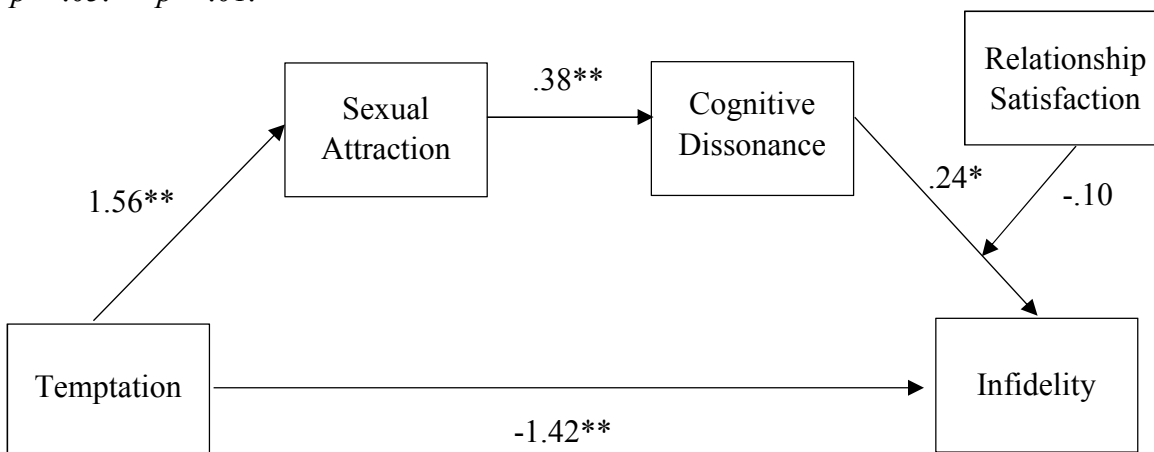 Relationship
Satisfaction
Sexual
Attraction
.38**
Cognitive
Dissonance
1.56**
.24*
-.10
Temptation
Infidelity
-1.42**